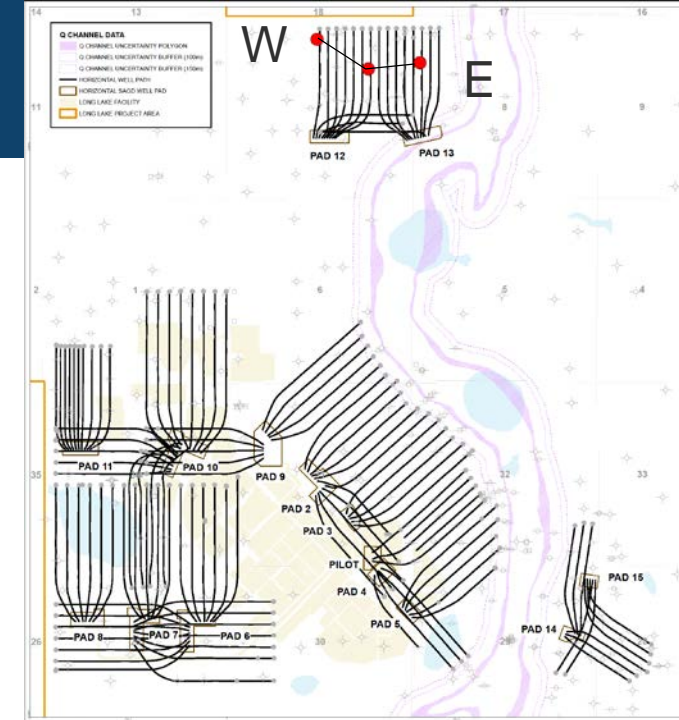 14
13
18
17
16
Q CHANNEL DATA
Q CHANNEL UNCERTAINTY POLYGON
Q CHANNEL UNCERTAINTY BUFFER (100m)
Q CHANNEL UNCERTAINTY BUFFER (150m)
HORIZONTAL WELL PATH
HORIZONTAL SAGD WELL PAD
LONG LAKE FACILITY
LONG LAKE PROJECT AREA
W
E
11
8
9
PAD 12
PAD 13
2
1
6
5
4
PAD 11
PAD 10
PAD 9
35
32
33
PAD 2
PAD 3
PILOT
PAD 4
PAD 5
PAD 15
PAD 14
PAD 8
PAD 7
PAD 6
26
30
29